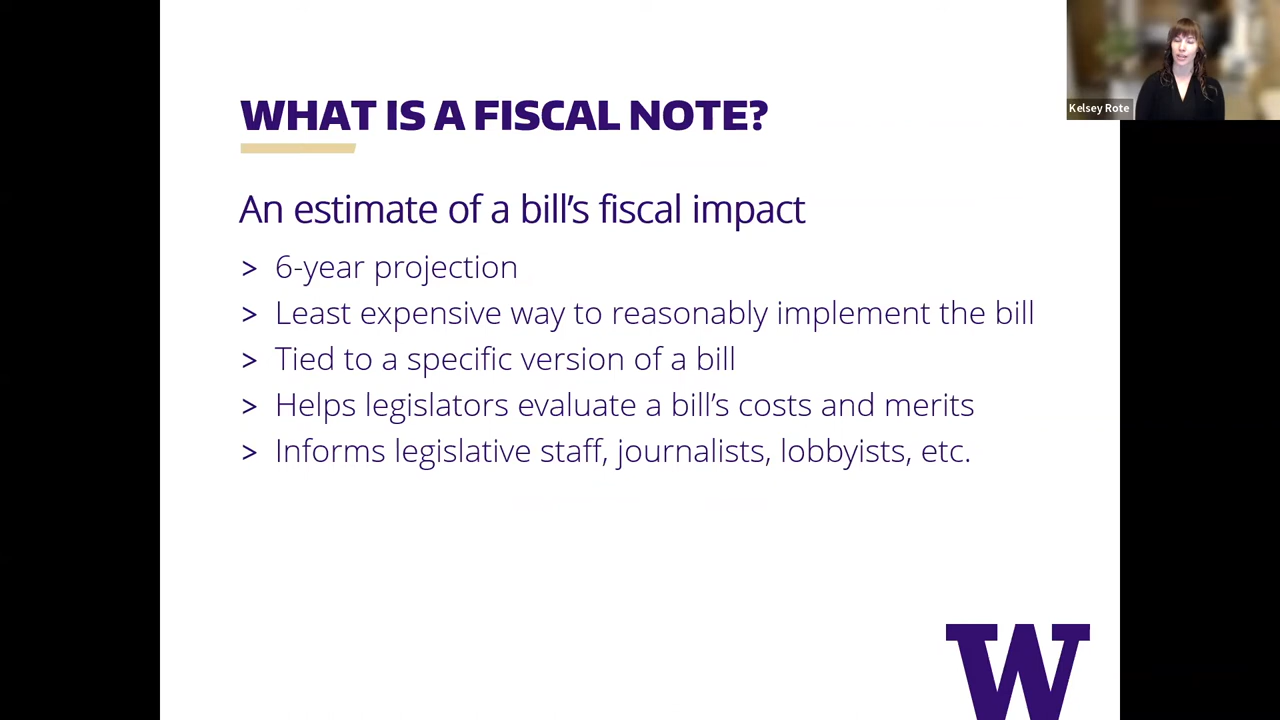 WHAT IS A FISCAL NOTE?
An estimate of a bill's fiscal impact
> 6-year projection
> Least expensive way to reasonably implement the bill
> Tied to a specific version of a bill
> Helps legislators evaluate a bill's costs and merits
> Informs legislative staff, journalists, lobbyists, etc.
Kelsey Rote
W